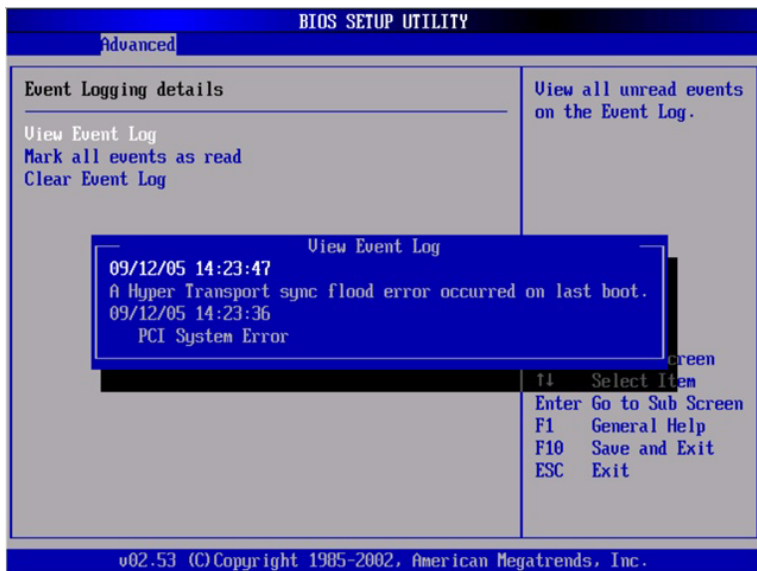 BIOS SETUP UTILITY
Advanced
Event Logging details
View Event Log
Mark all events as read
Clear Event Log
View all unread events
on the Event Log.
View Event Log
09/12/05 14:23:47
A Hyper Transport sync flood error occurred on last boot.
09/12/05 14:23:36
PCI System Error
creen
↑↓ Select Item
Enter Go to Sub Screen
F1 General Help
F10 Save and Exit
ESC Exit
v02.53 (C)Copyright 1985-2002, American Megatrends, Inc.